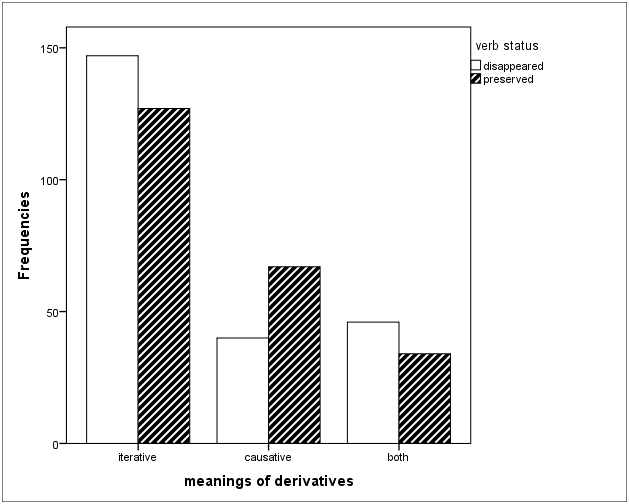 verb status
disappeared
preserved
Frequencies
150
100
50
0
iterative causative both
meanings of derivatives